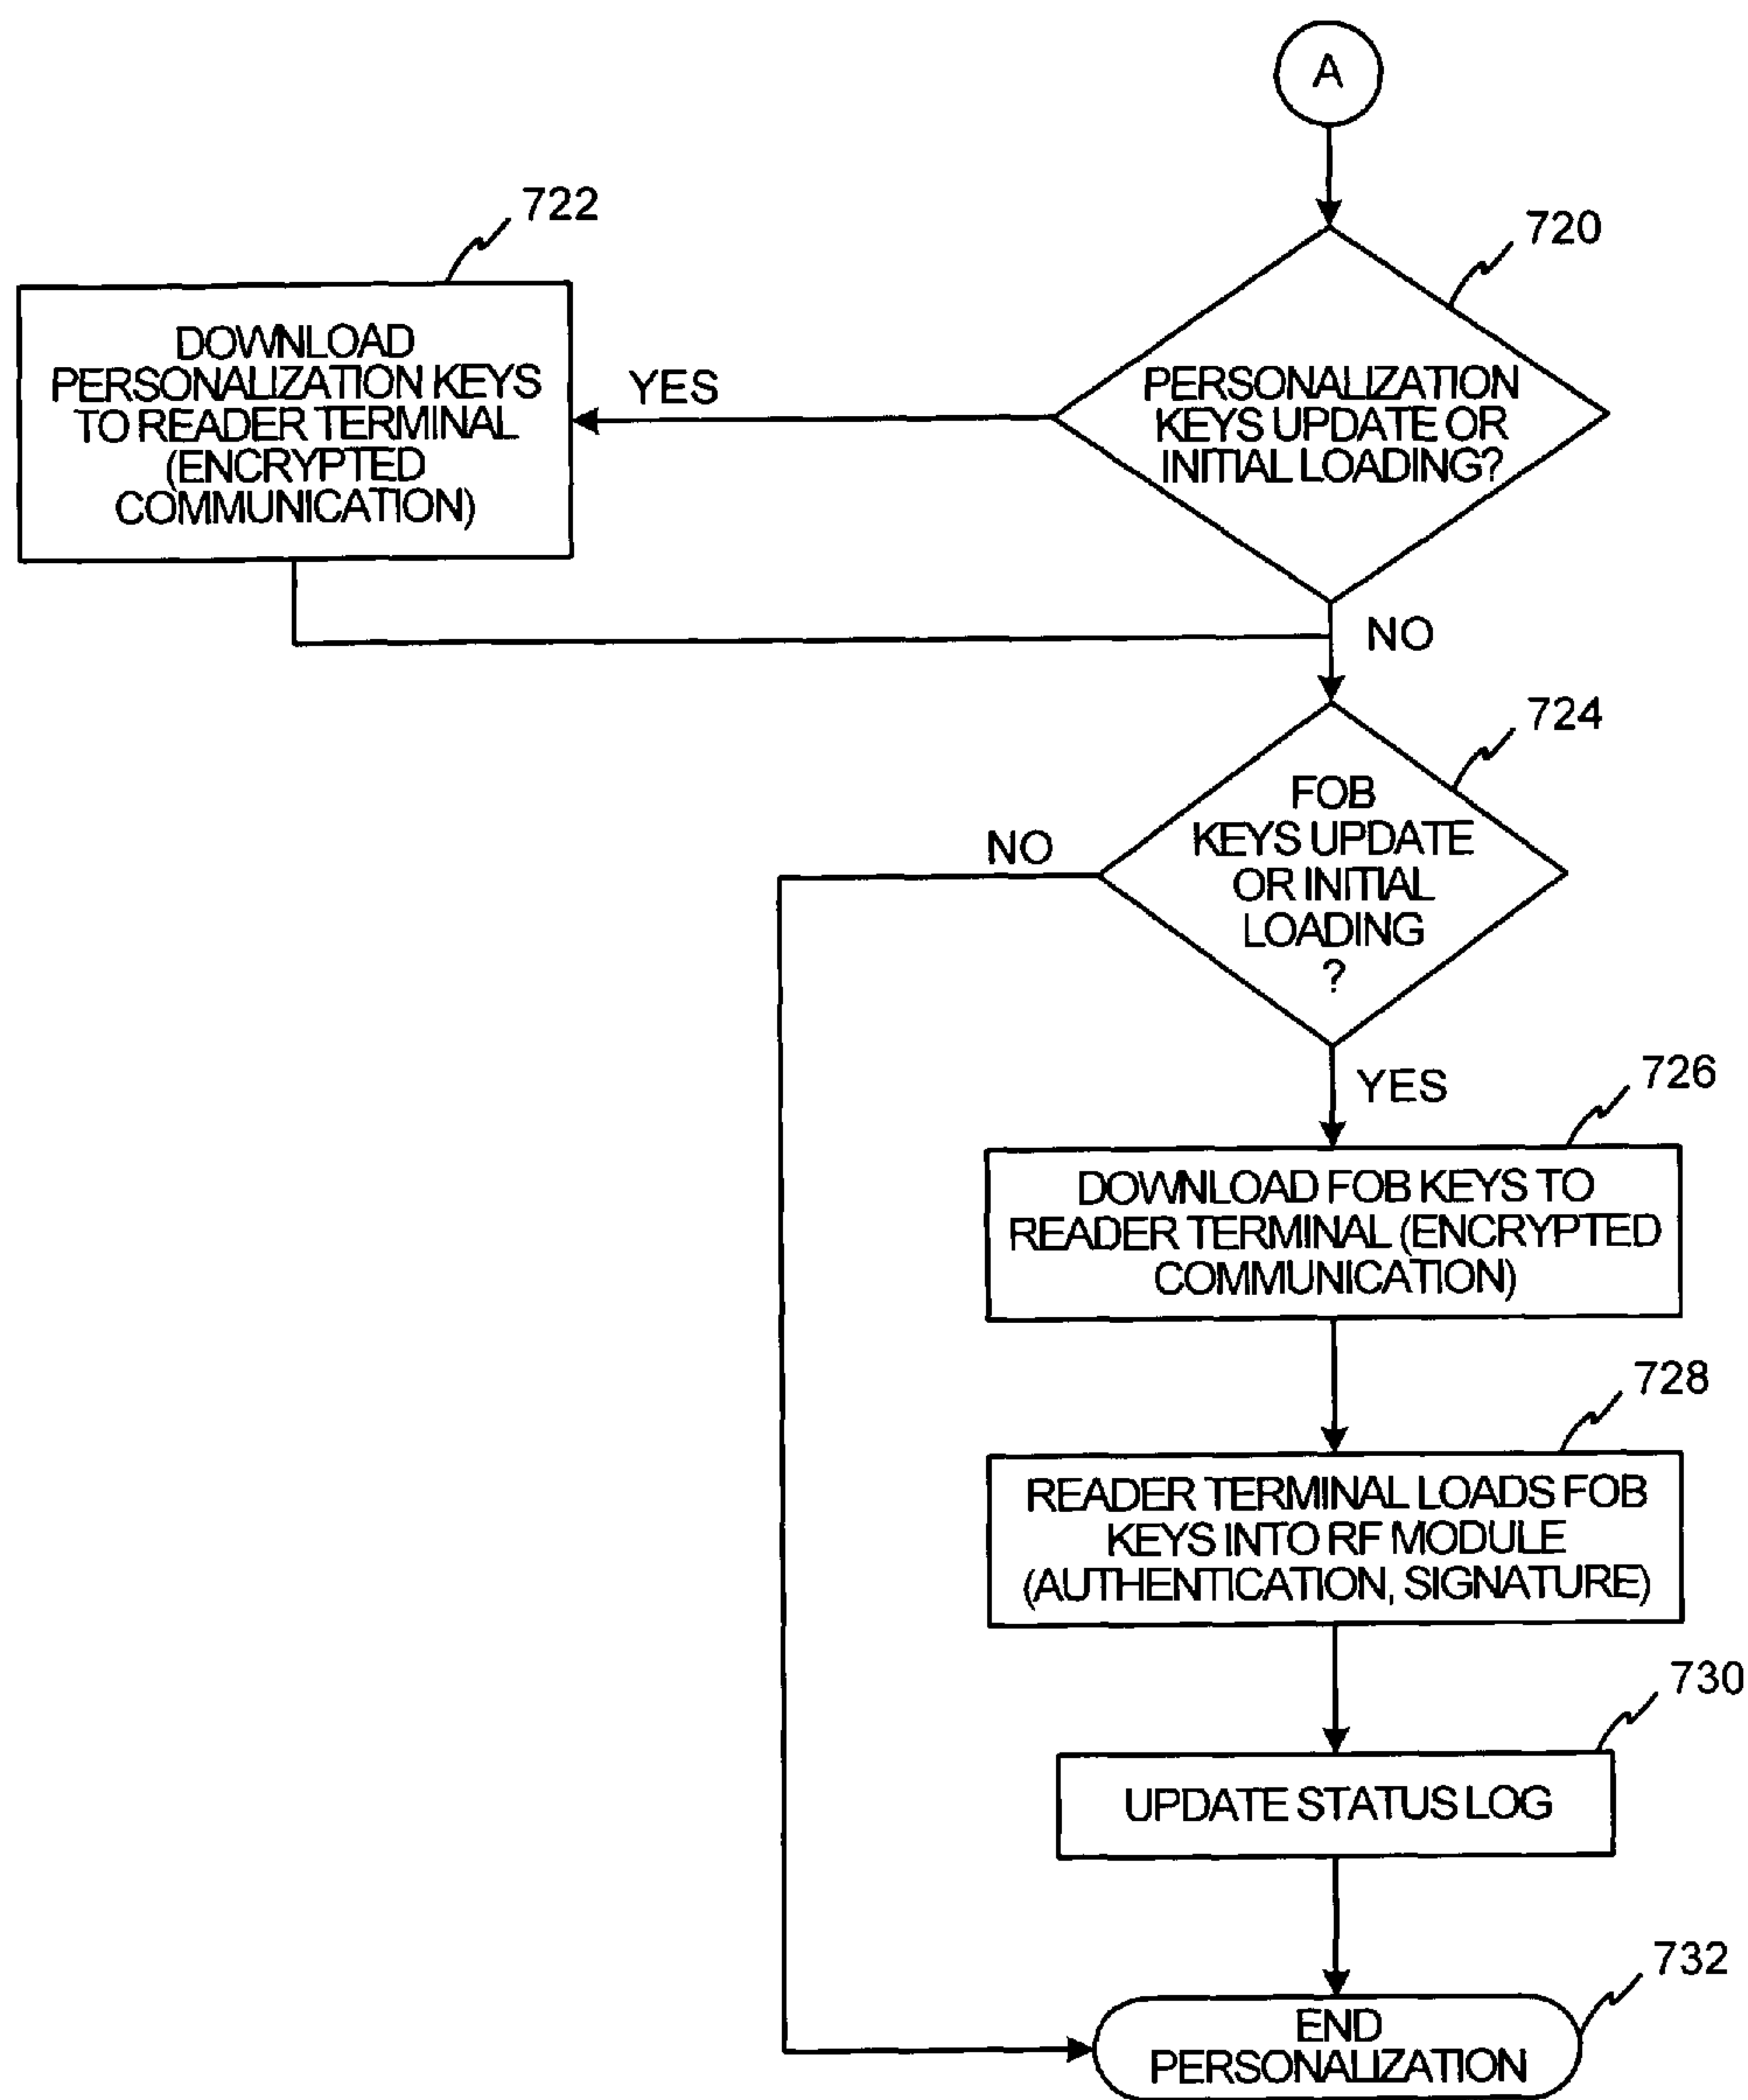 A
720
PERSONALIZATION
KEYS UPDATE OR
INITIAL LOADING?
722
DOWNLOAD
PERSONALIZATION KEYS
TO READER TERMINAL
(ENCRYPTED
COMMUNICATION)
YES
NO
724
FOB
KEYS UPDATE
OR INITIAL
LOADING
?
NO
YES
726
DOWNLOAD FOB KEYS TO
READER TERMINAL (ENCRYPTED
COMMUNICATION)
728
READER TERMINAL LOADS FOB
KEYS INTO RF MODULE
(AUTHENTICATION, SIGNATURE)
730
UPDATE STATUS LOG
732
END
PERSONALIZATION